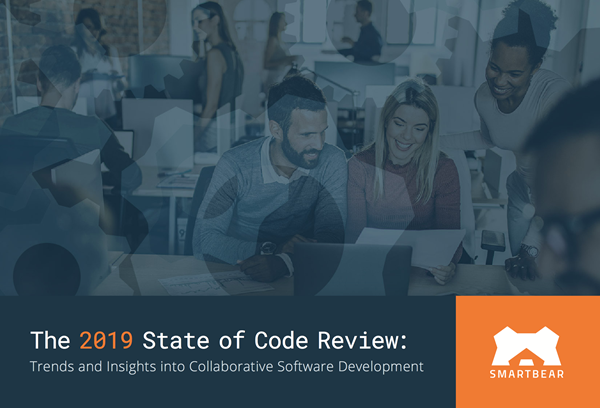 The 2019 State of Code Review:
Trends and Insights into Collaborative Software Development
SMARTBEAR